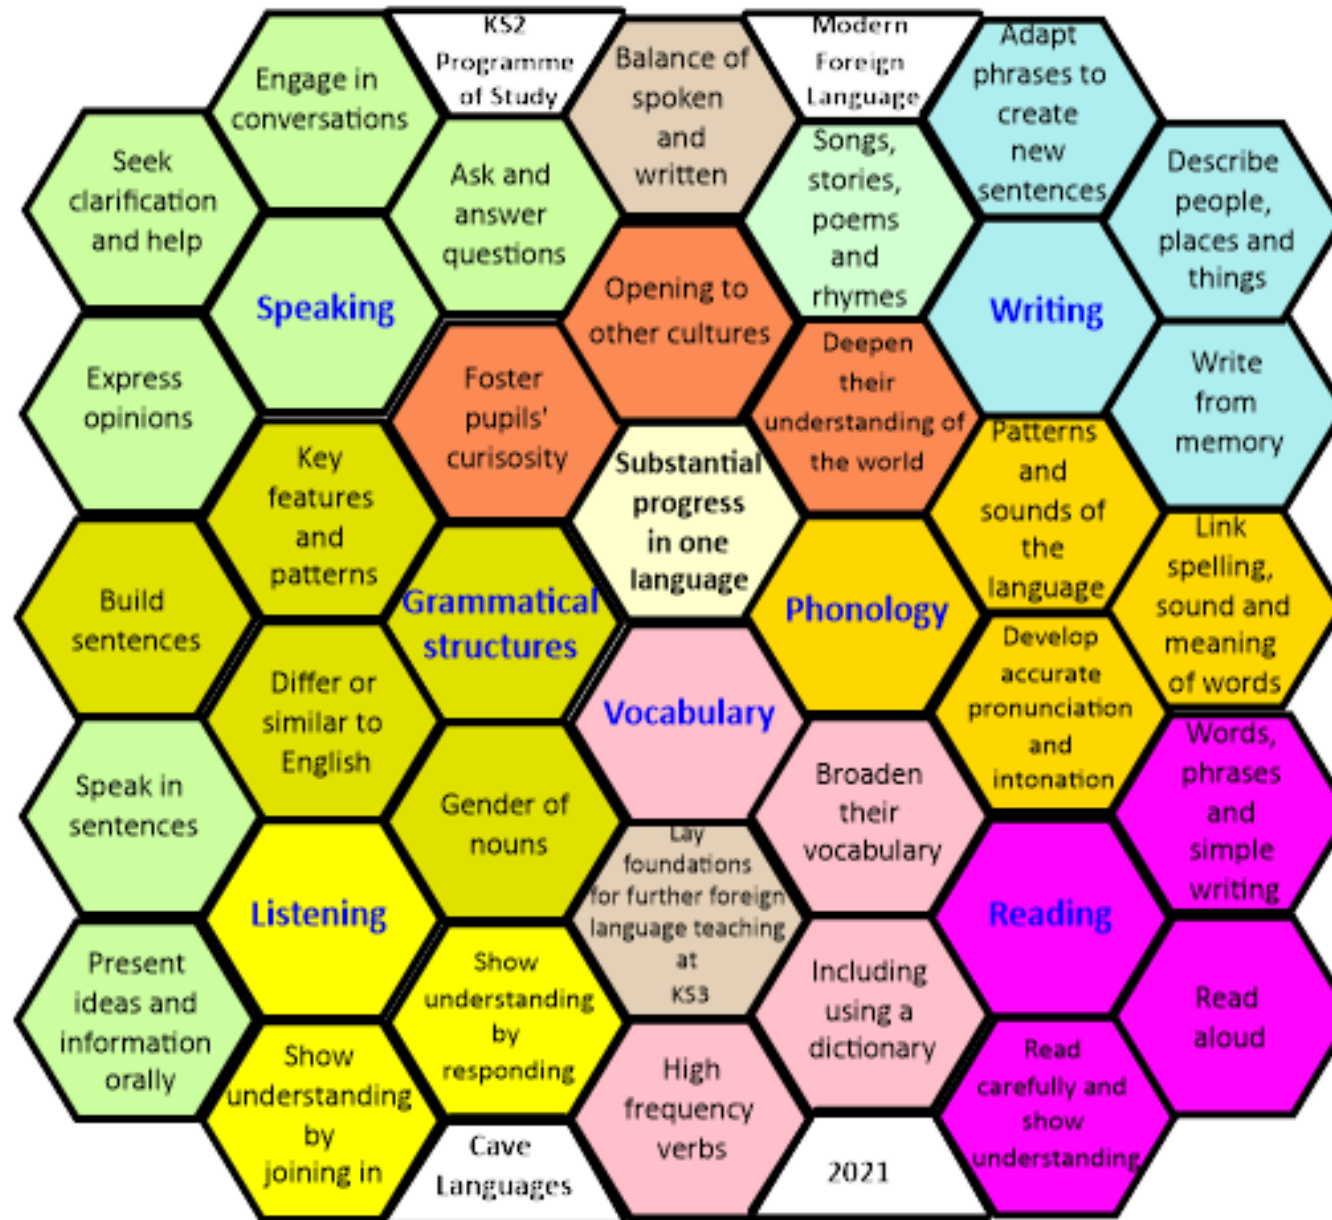 KS2
Programme
of Study
Modern
Foreign
Language
Engage in
conversations
Balance of
spoken
and
written
Adapt
phrases to
create
new
sentences
Seek
clarification
and help
Ask and
answer
questions
Songs,
stories,
poems
and
rhymes
Describe
people,
places and
things
Speaking
Opening to
other cultures
Writing
Express
opinions
Foster
pupils'
curisosity
Deepen
their
understanding of
the world
Write
from
memory
Key
features
and
patterns
Substantial
progress
in one
language
Patterns
and
sounds of
the
language
Build
sentences
Grammatical
structures
Phonology
Link
spelling,
sound and
meaning
of words
Differ or
similar to
English
Vocabulary
Develop
accurate
pronunciation
and
intonation
Speak in
sentences
Gender of
nouns
Broaden
their
vocabulary
Words,
phrases
and
simple
writing
Listening
Lay
foundations
for further foreign
language teaching
at
KS3
Reading
Present
ideas and
information
orally
Show
understanding
by
responding
Including
using a
dictionary
Read
aloud
Show
understanding
by
joining in
High
frequency
verbs
Read
carefully and
show
understanding
Cave
Languages
2021